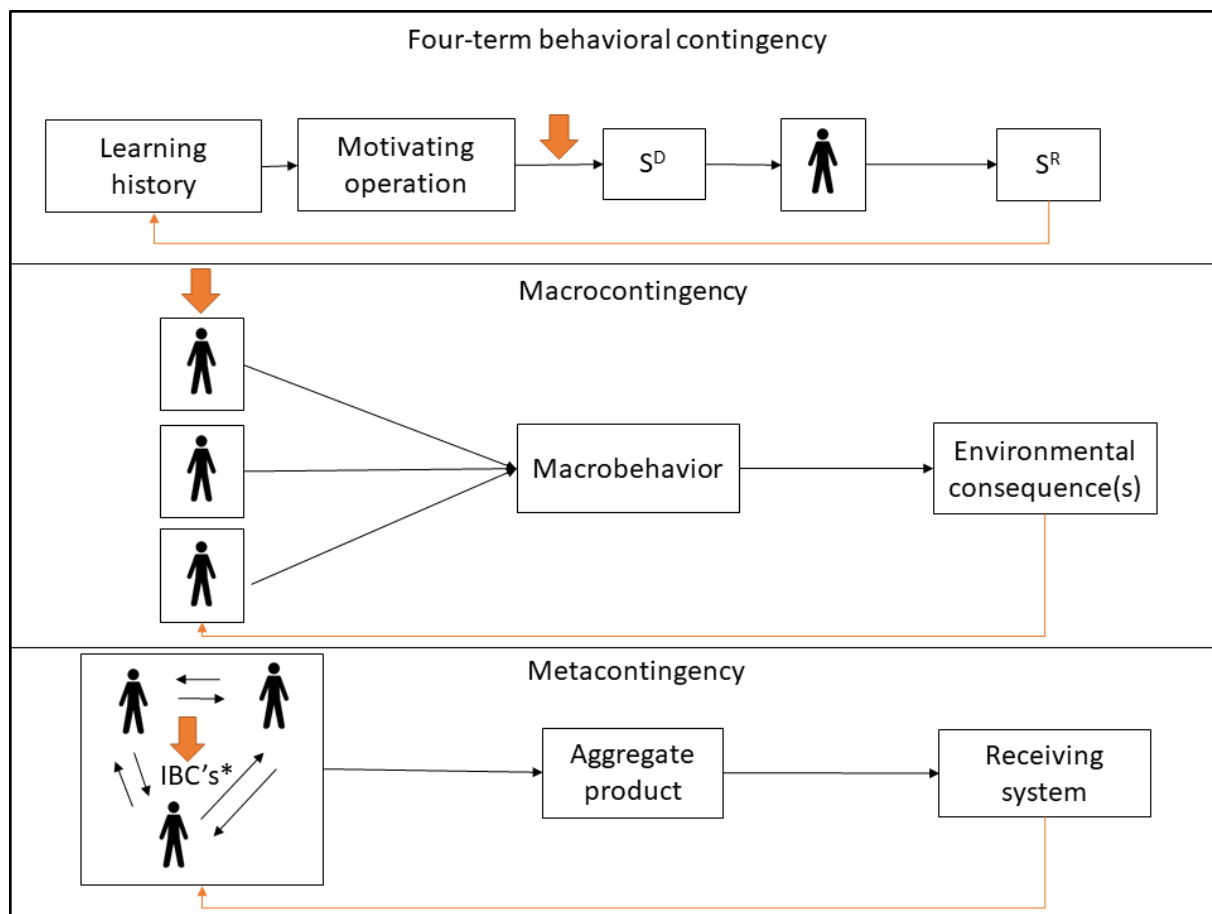 Four-term behavioral contingency
Learning
history
Motivating
operation
S^D
S^R
Macrocontingency
Macrobehavior
Environmental
consequence(s)
Metacontingency
IBC's*
Aggregate
product
Receiving
system